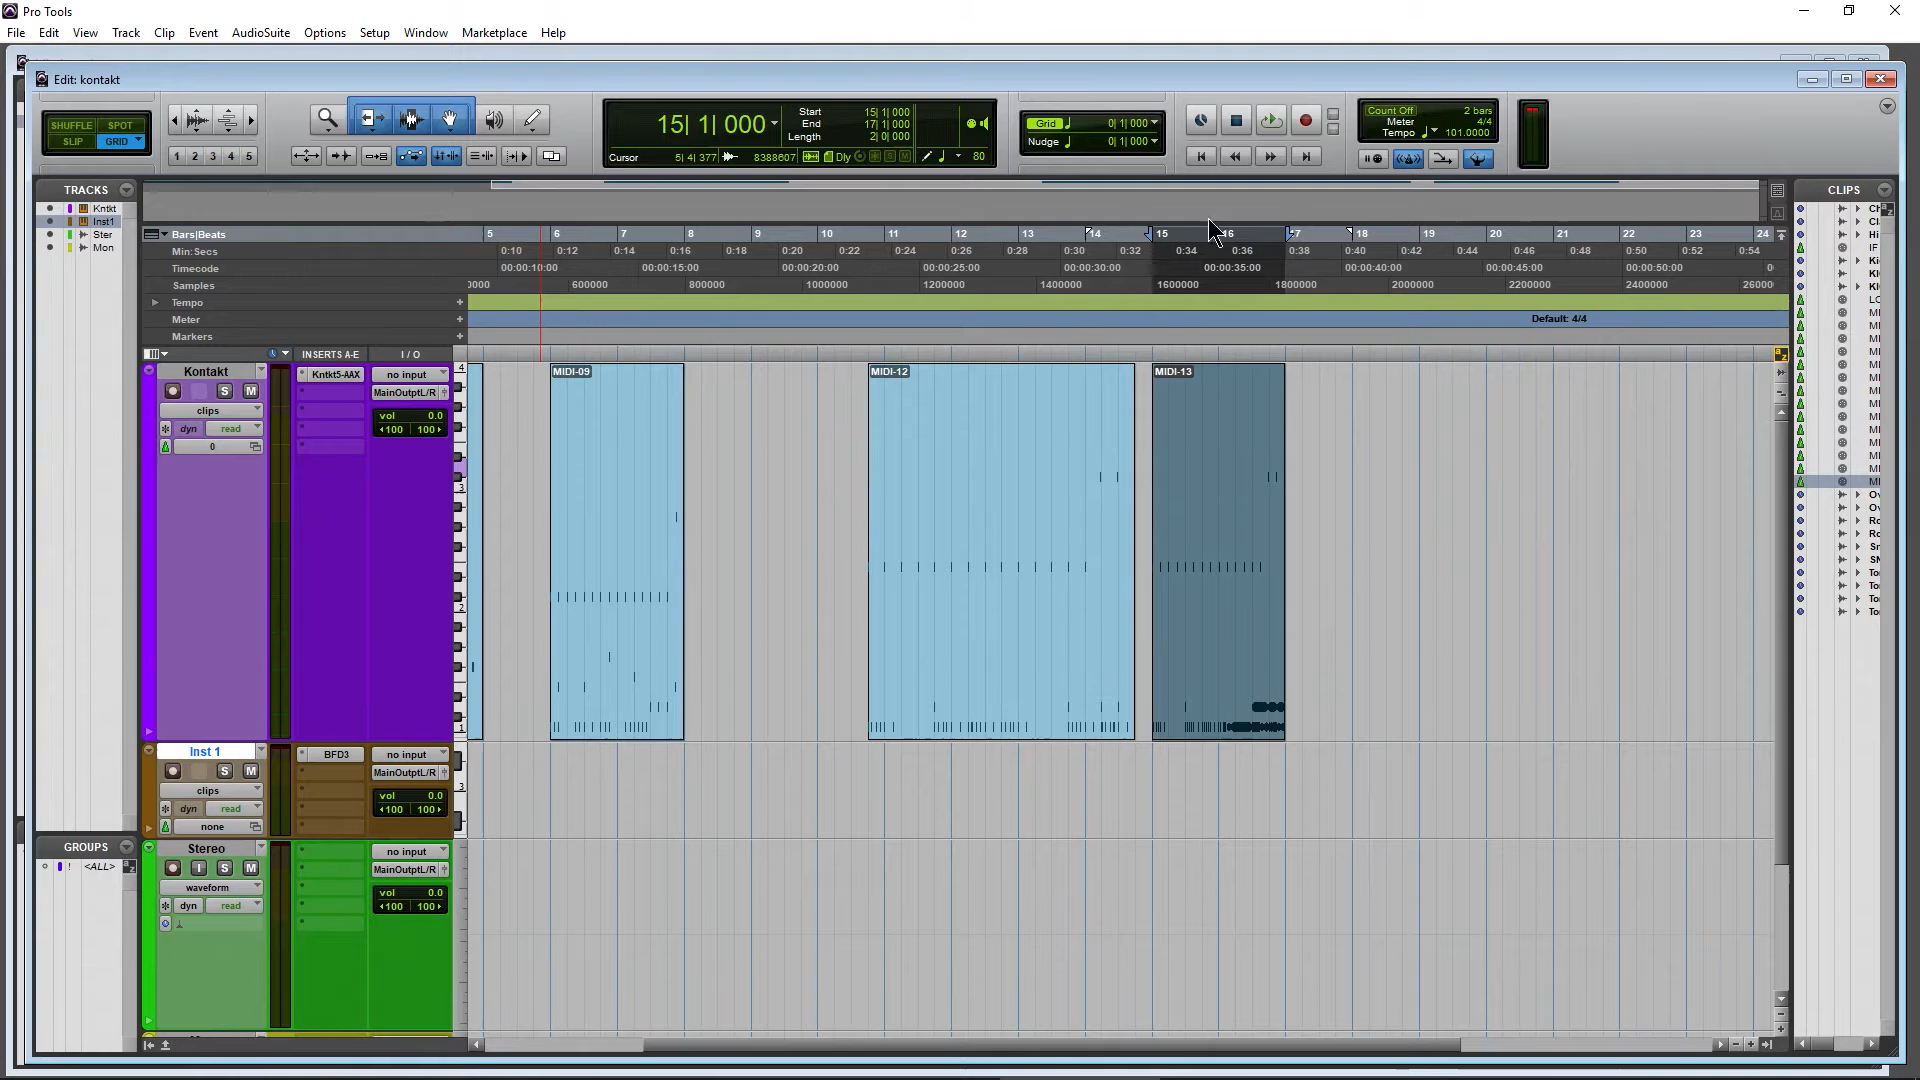 Pro Tools
File Edit View Track Clip Event AudioSuite Options Setup Window Marketplace Help
Edit: kontakt
SHUFFLE SPOT
SLIP GRID
1 2 3 4 5
15| 1| 000
Start 15| 1| 000
End 17| 1| 000
Length 2| 0| 000
Cursor 5| 4| 377 8388607 Dly 80
Grid 0| 1| 000
Nudge 0| 1| 000
Count Off 2 bars
Meter 4/4
Tempo 101.0000
TRACKS
Kntkt
Inst1
Ster
Mon
CLIPS
Bars|Beats 5 6 7 8 9 10 11 12 13 14 15 16 17 18 19 20 21 22 23 24
Min:Secs 0:10 0:12 0:14 0:16 0:18 0:20 0:22 0:24 0:26 0:28 0:30 0:32 0:34 0:36 0:38 0:40 0:42 0:44 0:46 0:48 0:50 0:52 0:54
Timecode 00:00:10:00 00:00:15:00 00:00:20:00 00:00:25:00 00:00:30:00 00:00:35:00 00:00:40:00 00:00:45:00 00:00:50:00
Samples 600000 800000 1000000 1200000 1400000 1600000 1800000 2000000 2200000 2400000
Tempo
Meter Default: 4/4
Markers
INSERTS A-E I / O
Kontakt Kntkt5-AAX no input
S M MainOutptL/R
clips vol 0.0
dyn read 100 100
0
MIDI-09 MIDI-12 MIDI-13
4
3
2
1
Inst 1 BFD3 no input
S M MainOutptL/R
clips vol 0.0
dyn read 100 100
none
3
GROUPS
! <ALL>
Stereo no input
I S M MainOutptL/R
waveform vol 0.0
dyn read 100 100